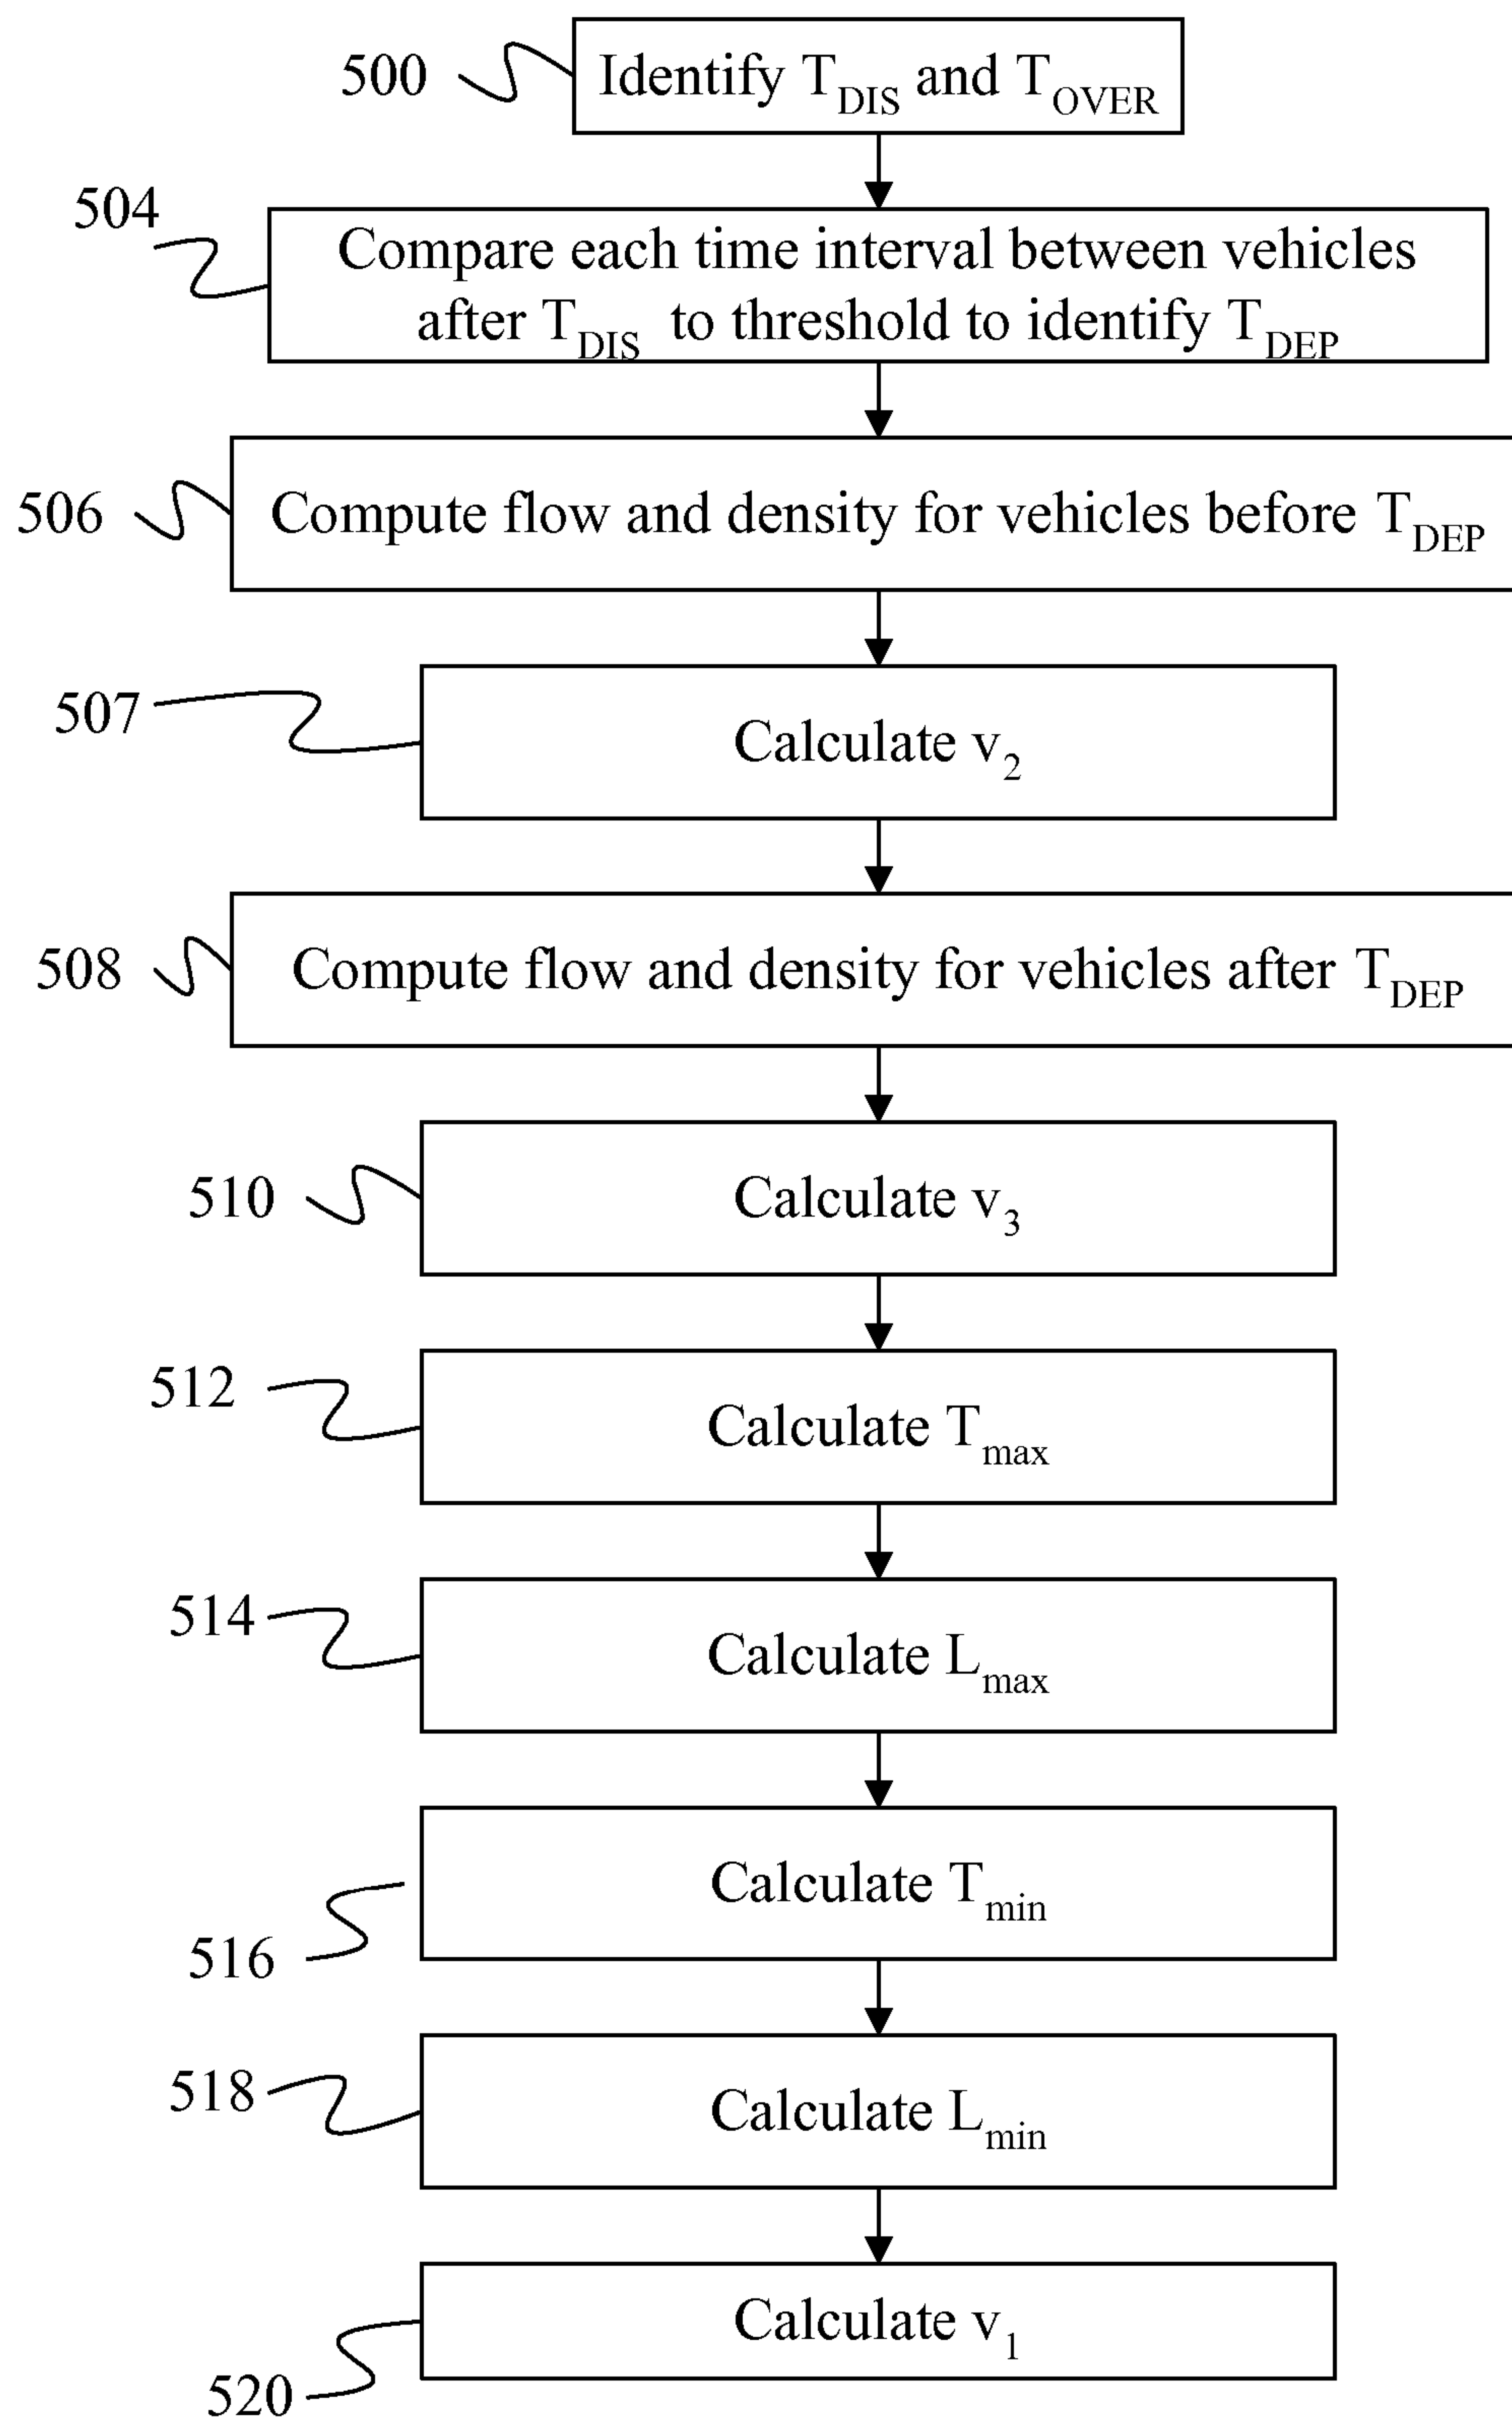 500 Identify T_DIS and T_OVER
504
Compare each time interval between vehicles
after T_DIS to threshold to identify T_DEP
506 Compute flow and density for vehicles before T_DEP
507 Calculate v_2
508 Compute flow and density for vehicles after T_DEP
510 Calculate v_3
512 Calculate T_max
514 Calculate L_max
516 Calculate T_min
518 Calculate L_min
520 Calculate v_1